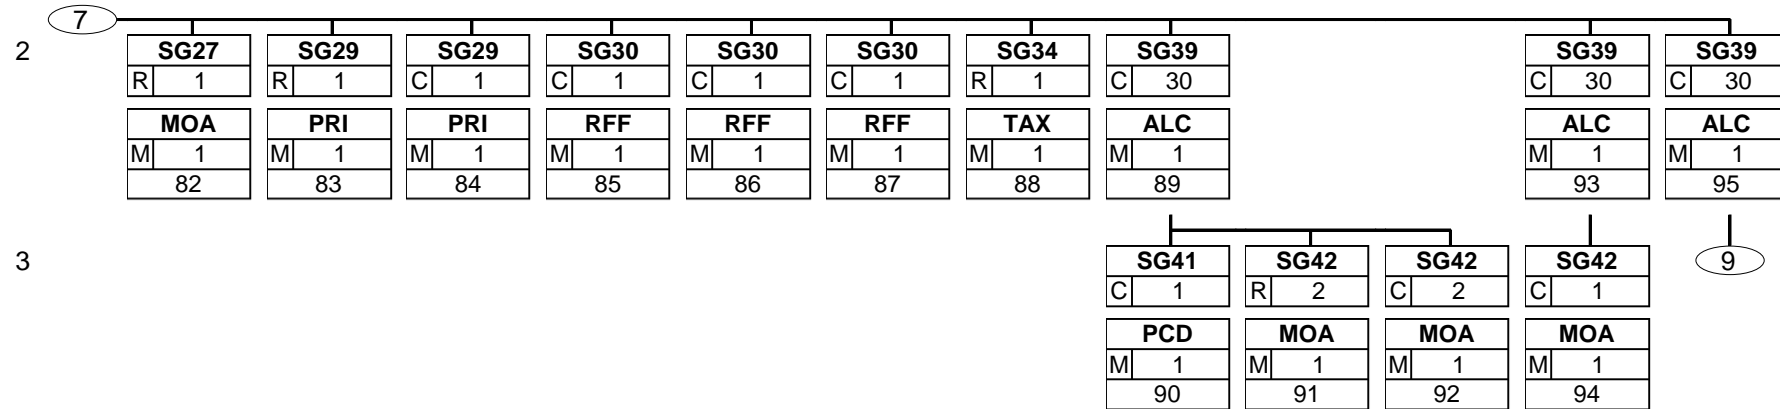 7
2
SG27 SG29 SG29 SG30 SG30 SG30 SG34 SG39 SG39 SG39
R 1 R 1 C 1 C 1 C 1 C 1 R 1 C 30 C 30 C 30
MOA PRI PRI RFF RFF RFF TAX ALC ALC ALC
M 1 M 1 M 1 M 1 M 1 M 1 M 1 M 1 M 1 M 1
82 83 84 85 86 87 88 89 93 95
3
SG41 SG42 SG42 SG42 9
C 1 R 2 C 2 C 1
PCD MOA MOA MOA
M 1 M 1 M 1 M 1
90 91 92 94